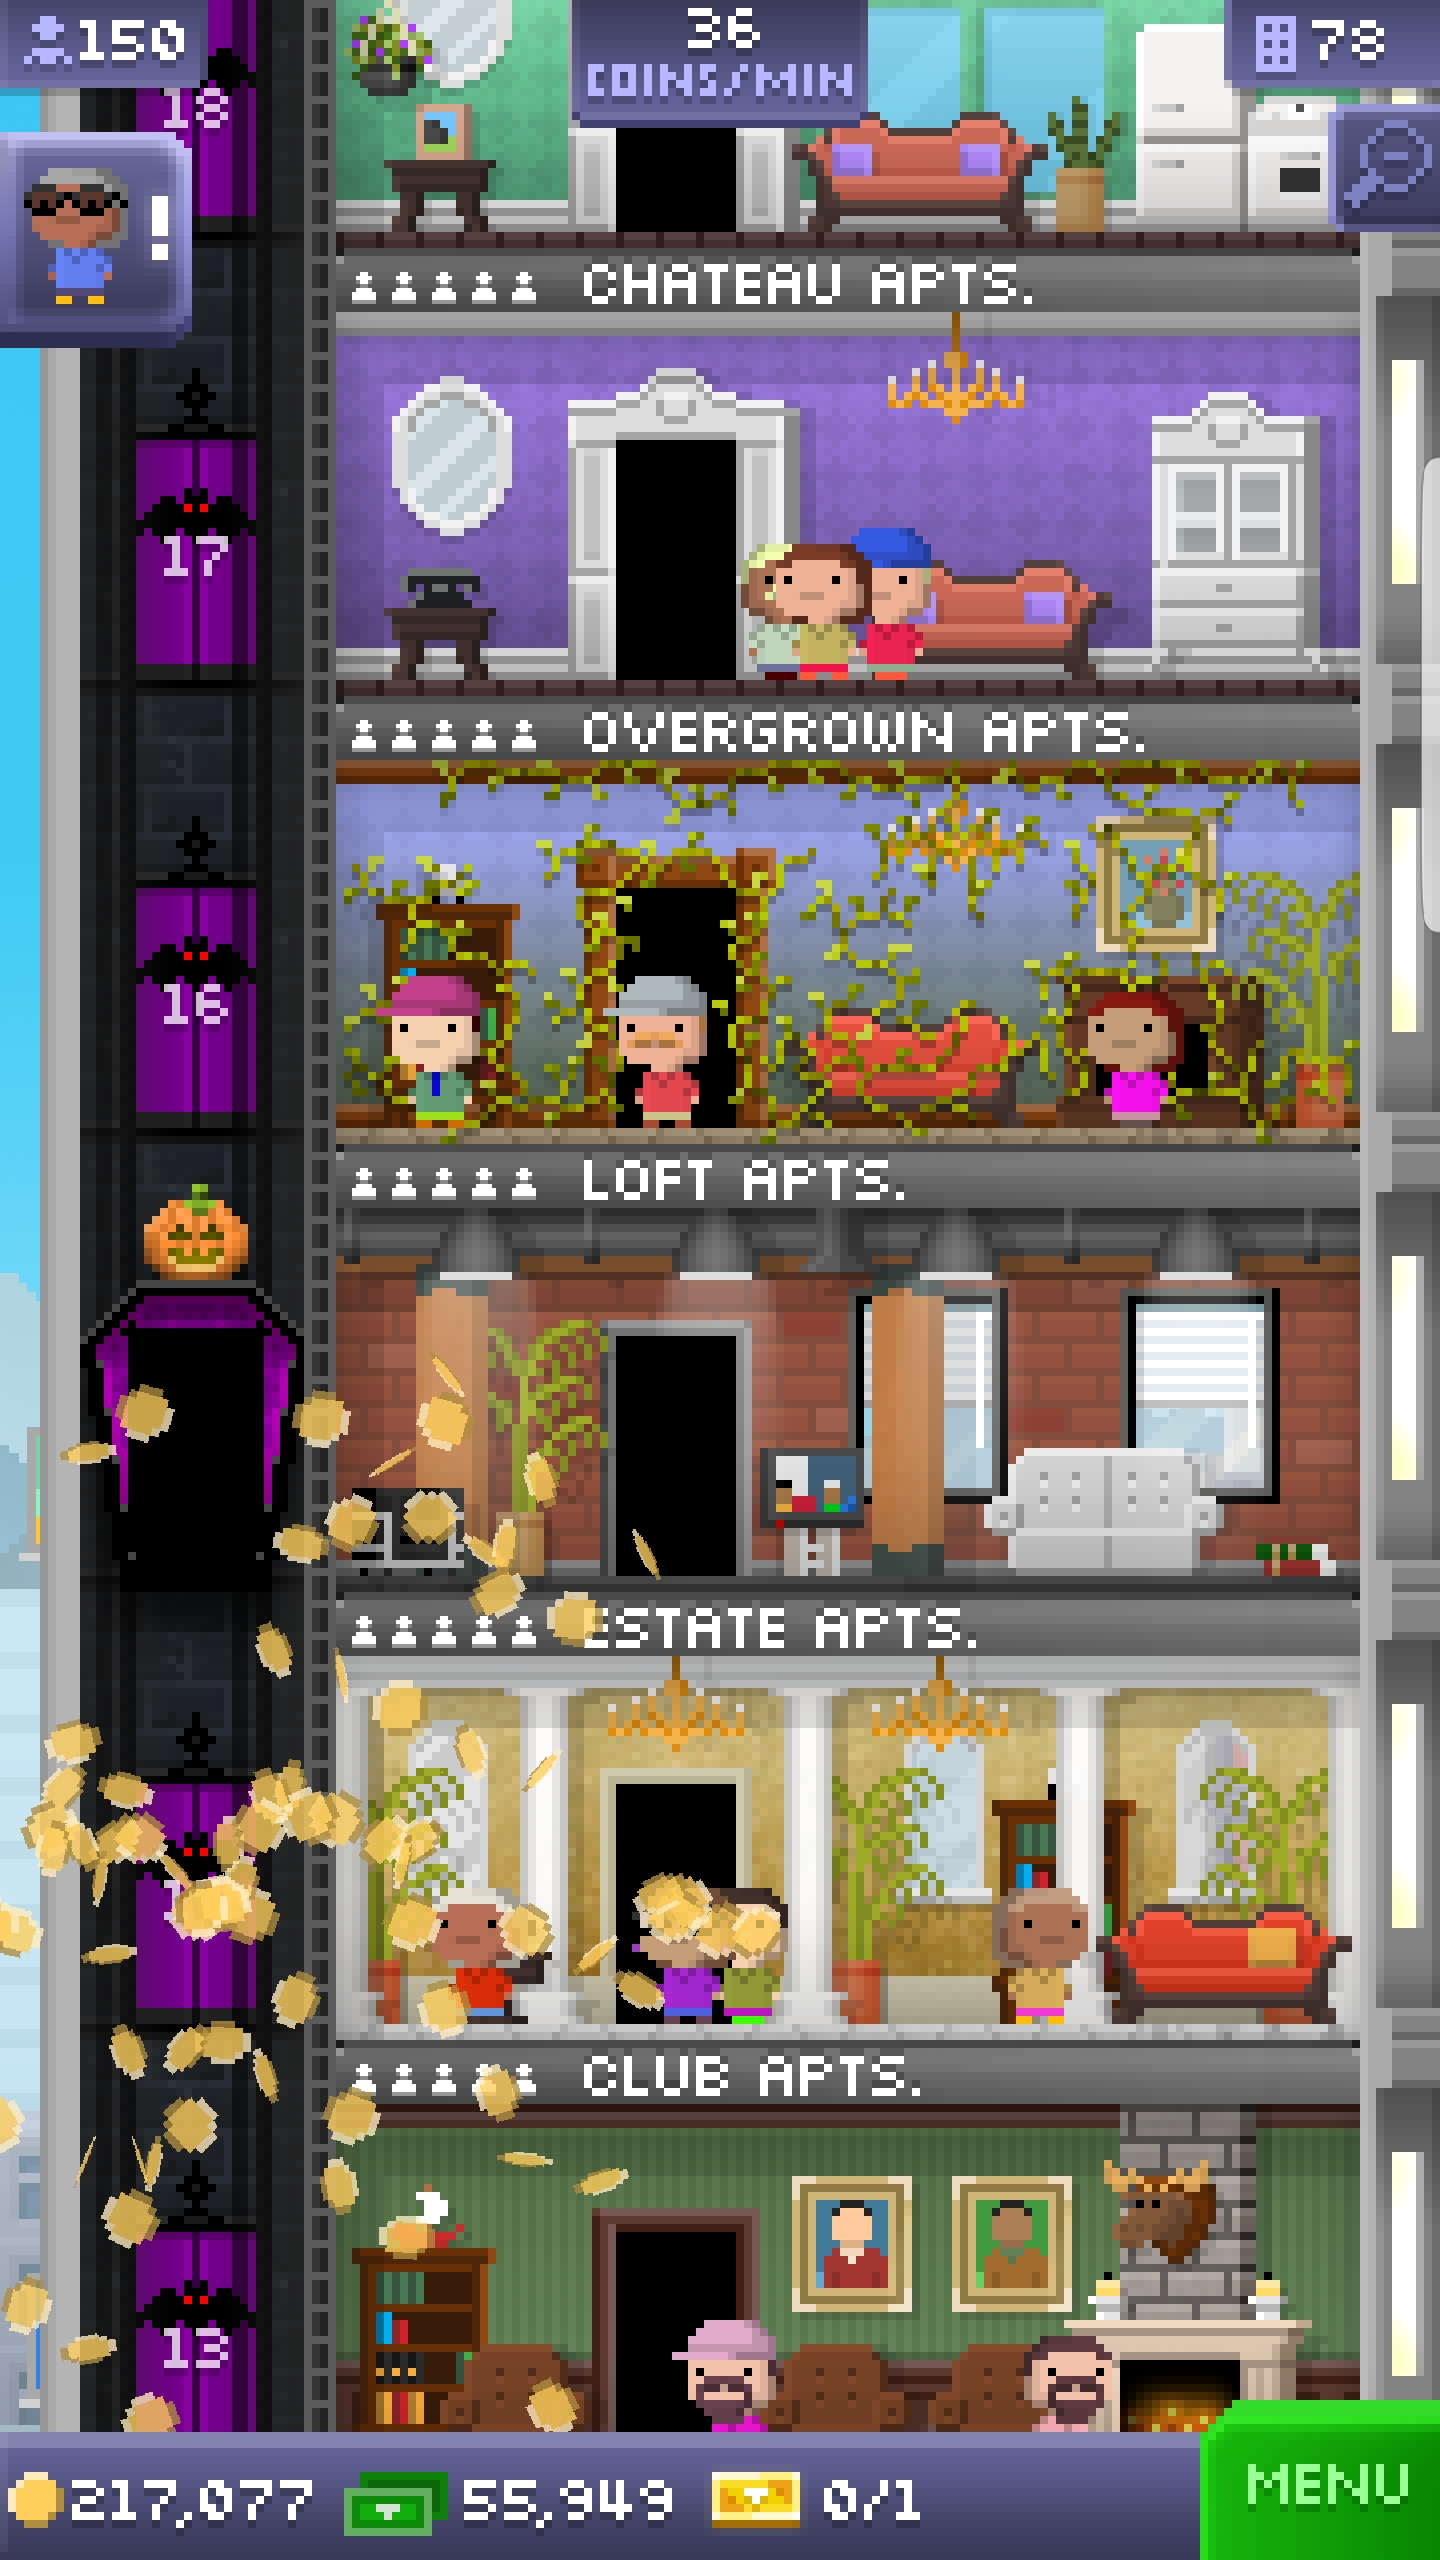 150
36
COINS/MIN
78
18
!
CHATEAU APTS.
17
OVERGROWN APTS.
16
LOFT APTS.
ESTATE APTS.
CLUB APTS.
13
217,077
55,949
0/1
MENU